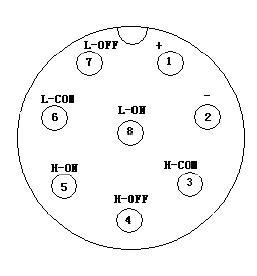 L-OFF +
7 1
L-COM -
L-ON
6 2
8
H-ON H-COM
5 3
H-OFF
4